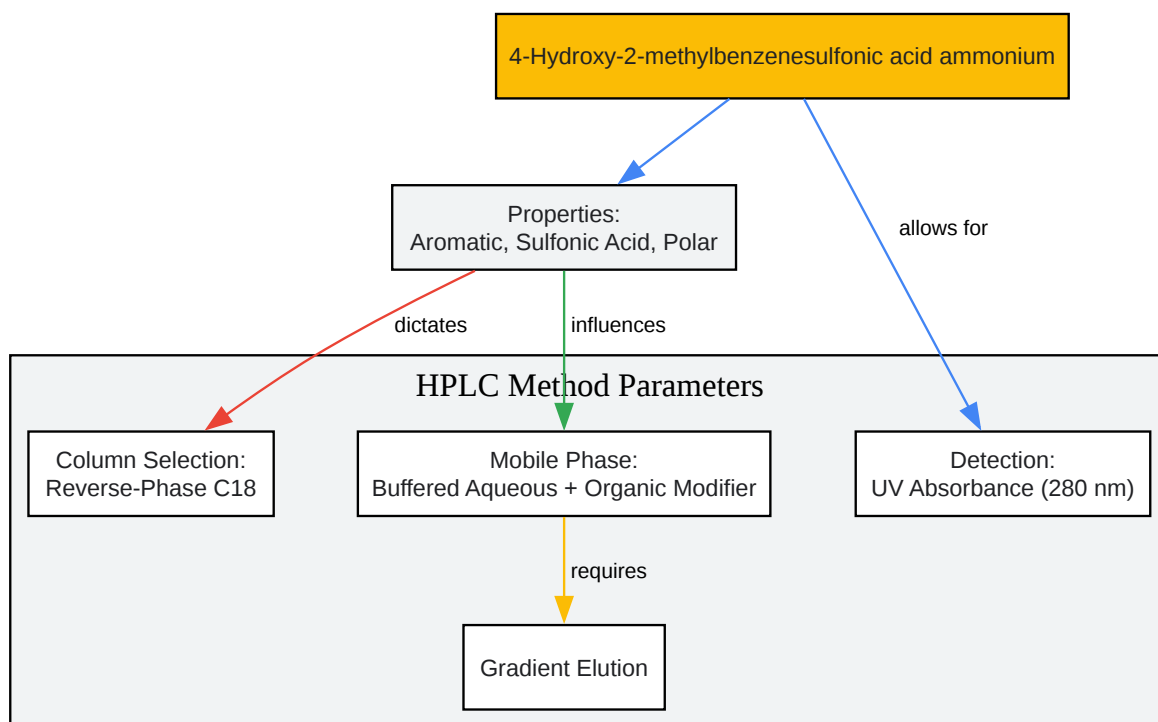 4-Hydroxy-2-methylbenzenesulfonic acid ammonium
Properties:
Aromatic, Sulfonic Acid, Polar
allows for
dictates
influences
HPLC Method Parameters
Column Selection:
Reverse-Phase C18
Mobile Phase:
Buffered Aqueous + Organic Modifier
Detection:
UV Absorbance (280 nm)
requires
Gradient Elution